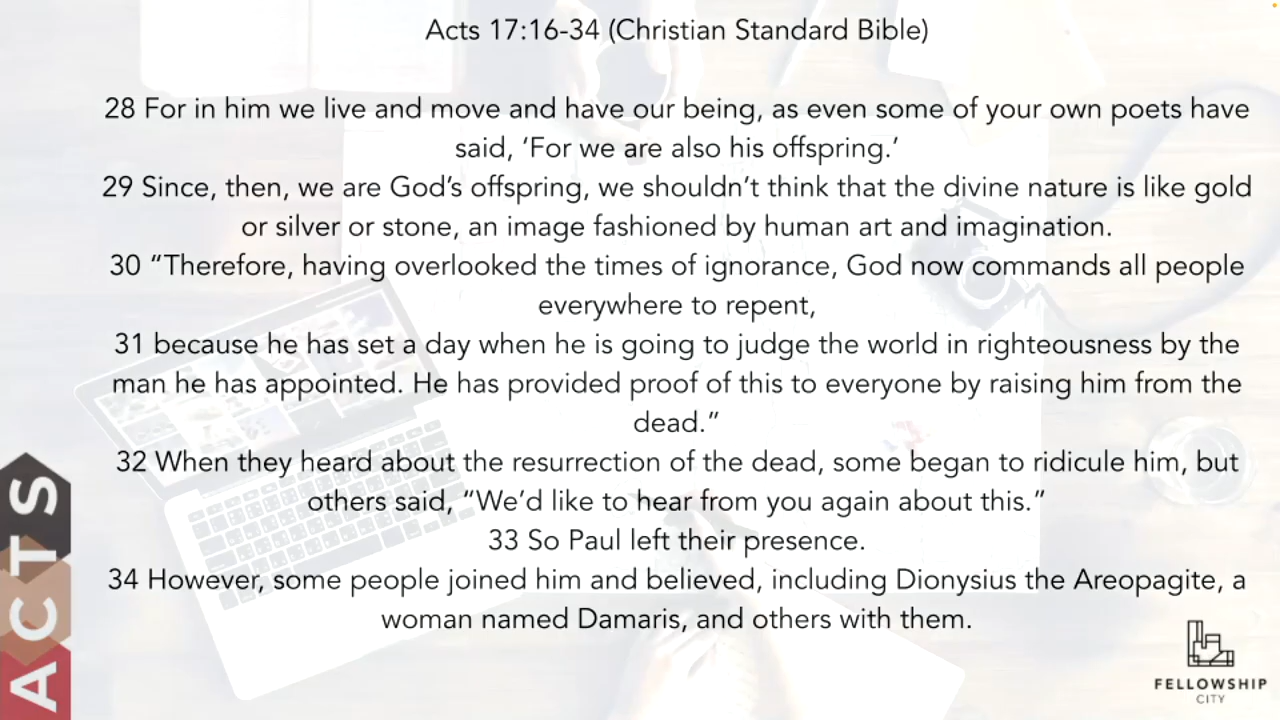 Acts 17:16-34 (Christian Standard Bible)
28 For in him we live and move and have our being, as even some of your own poets have
said, ‘For we are also his offspring.’
29 Since, then, we are God’s offspring, we shouldn’t think that the divine nature is like gold
or silver or stone, an image fashioned by human art and imagination.
30 “Therefore, having overlooked the times of ignorance, God now commands all people
everywhere to repent,
31 because he has set a day when he is going to judge the world in righteousness by the
man he has appointed. He has provided proof of this to everyone by raising him from the
dead.”
32 When they heard about the resurrection of the dead, some began to ridicule him, but
others said, “We’d like to hear from you again about this.”
33 So Paul left their presence.
34 However, some people joined him and believed, including Dionysius the Areopagite, a
woman named Damaris, and others with them.
ACTS
FELLOWSHIP
CITY